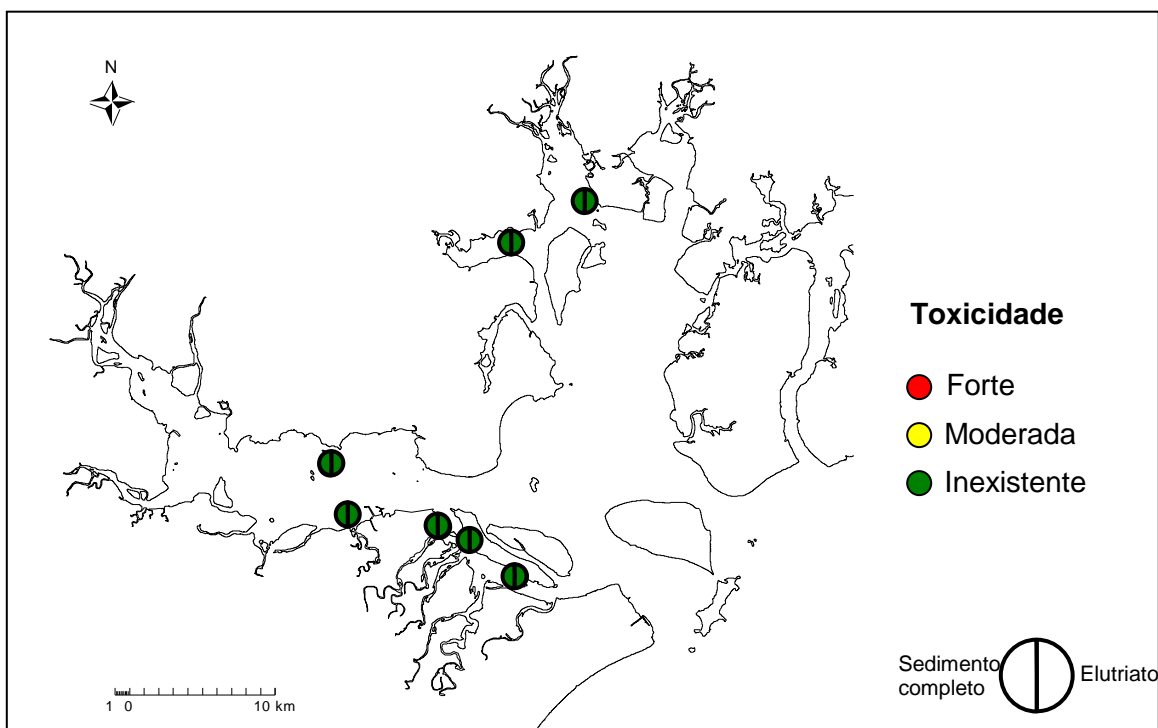 N
Toxicidade
Forte
Moderada
Inexistente
Sedimento
completo
Elutriato
1 0 10 km